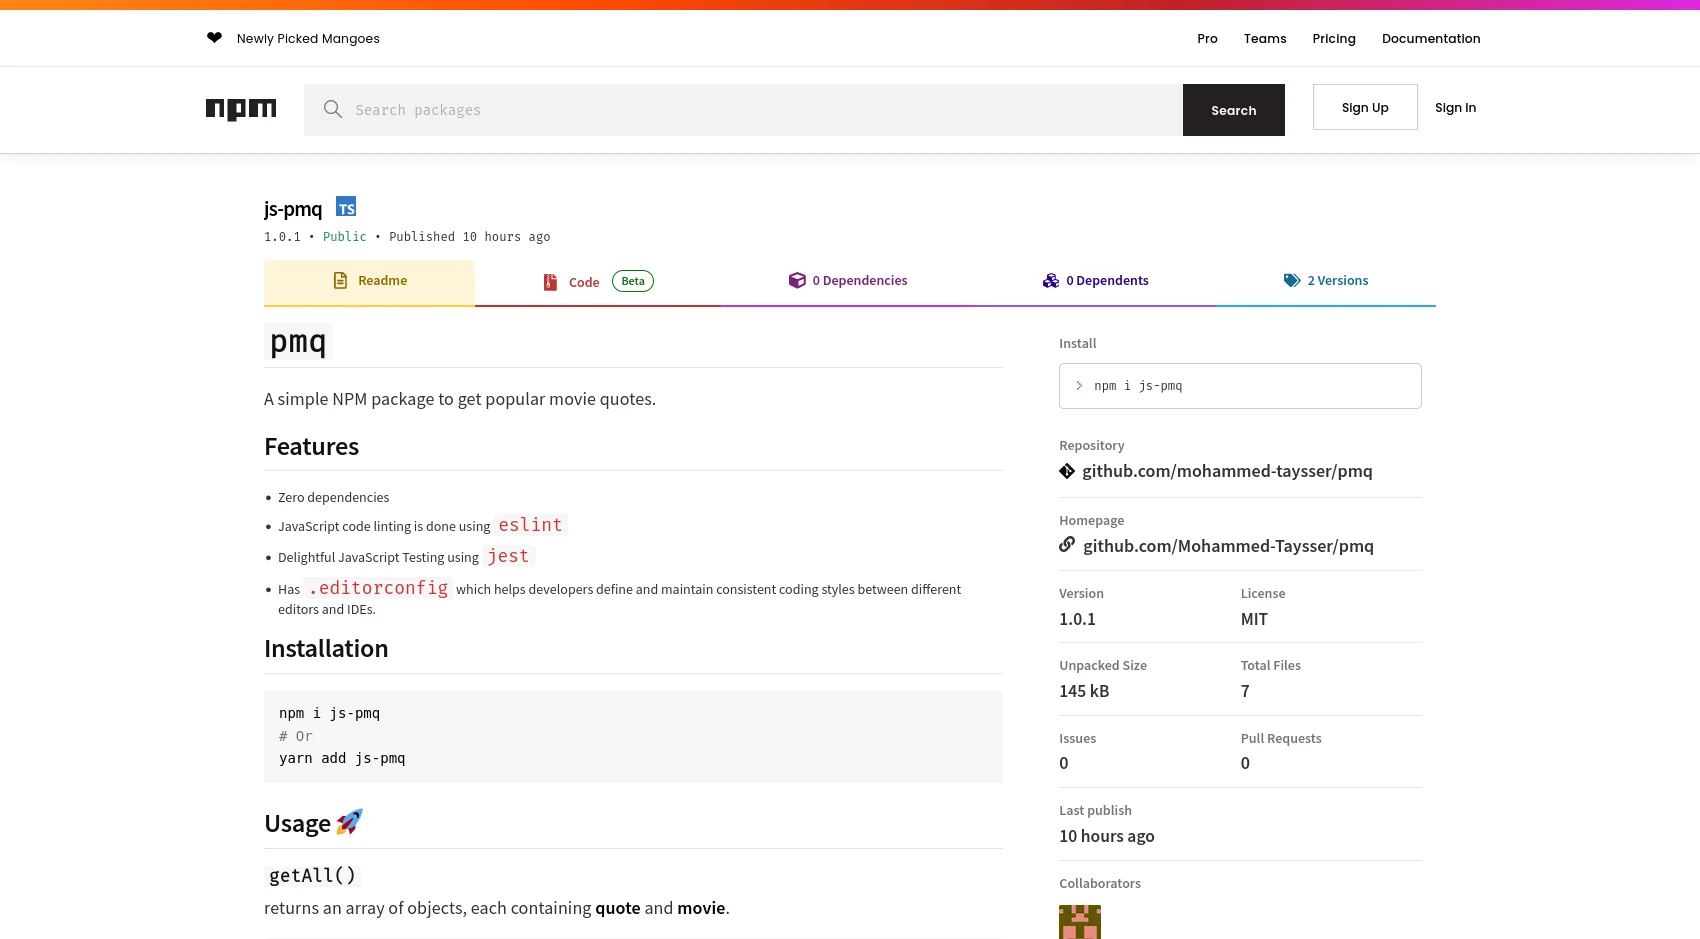 ❤ Newly Picked Mangoes
Pro Teams Pricing Documentation
npm Search packages Search Sign Up Sign In
js-pmq TS
1.0.1 • Public • Published 10 hours ago
Readme Code Beta 0 Dependencies 0 Dependents 2 Versions
pmq
A simple NPM package to get popular movie quotes.
Features
• Zero dependencies
• JavaScript code linting is done using eslint
• Delightful JavaScript Testing using jest
• Has .editorconfig which helps developers define and maintain consistent coding styles between different
editors and IDEs.
Installation
npm i js-pmq
# Or
yarn add js-pmq
Usage 🚀
getAll()
returns an array of objects, each containing quote and movie.
Install
> npm i js-pmq
Repository
github.com/mohammed-taysser/pmq
Homepage
github.com/Mohammed-Taysser/pmq
Version License
1.0.1 MIT
Unpacked Size Total Files
145 kB 7
Issues Pull Requests
0 0
Last publish
10 hours ago
Collaborators